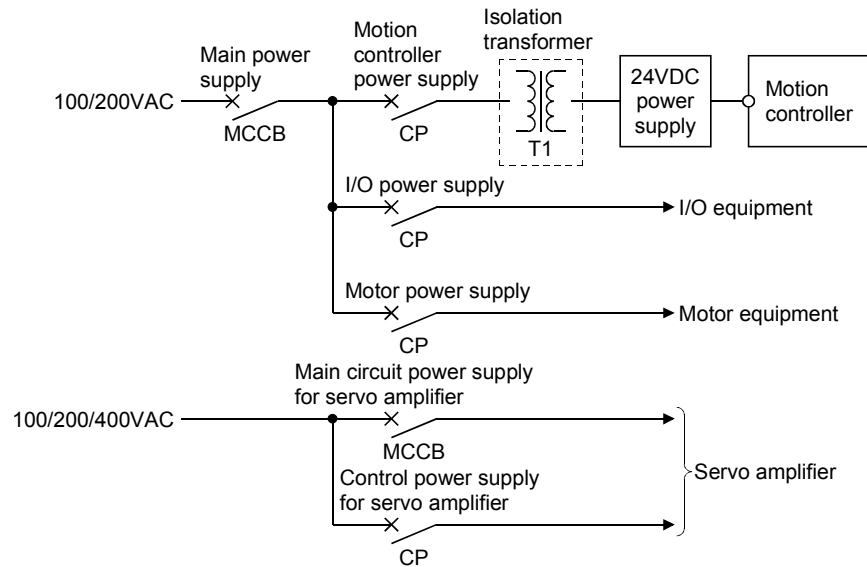 Main power
supply
100/200VAC
MCCB
Motion
controller
power supply
CP
Isolation
transformer
T1
24VDC
power
supply
Motion
controller
I/O power supply
CP
I/O equipment
Motor power supply
CP
Motor equipment
Main circuit power supply
for servo amplifier
100/200/400VAC
MCCB
Control power supply
for servo amplifier
CP
Servo amplifier